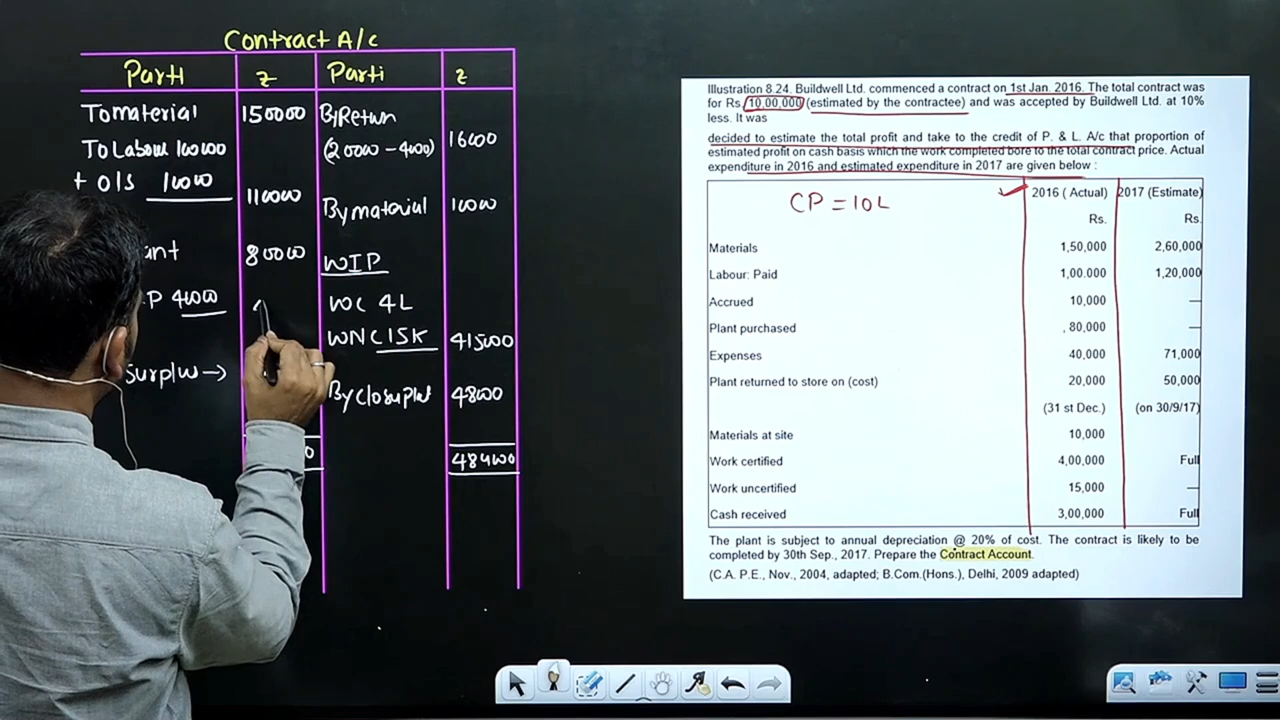 Contract A/c
Parti z Parti z
To material 150000 By Return
(20000 - 4000) 16000
To Labour 100000
+ O/s 10000
110000
By material 10000
ant 80000
WIP
P 40000
WC 4L
WNC 15K 415000
Surplus →
By clos plant 48000
0 489000
Illustration 8.24. Buildwell Ltd. commenced a contract on 1st Jan. 2016. The total contract was
for Rs. 10,00,000 (estimated by the contractee) and was accepted by Buildwell Ltd. at 10%
less. It was
decided to estimate the total profit and take to the credit of P. & L. A/c that proportion of
estimated profit on cash basis which the work completed bore to the total contract price. Actual
expenditure in 2016 and estimated expenditure in 2017 are given below :
CP = 10L
2016 ( Actual) 2017 (Estimate)
Rs. Rs.
Materials 1,50,000 2,60,000
Labour: Paid 1,00.000 1,20,000
Accrued 10,000 —
Plant purchased . 80,000 —
Expenses 40,000 71,000
Plant returned to store on (cost) 20,000 50,000
(31 st Dec.) (on 30/9/17)
Materials at site 10,000
Work certified 4,00,000 Full
Work uncertified 15,000 —
Cash received 3,00,000 Full
The plant is subject to annual depreciation @ 20% of cost. The contract is likely to be
completed by 30th Sep., 2017. Prepare the Contract Account.
(C.A. P.E., Nov., 2004, adapted; B.Com.(Hons.), Delhi, 2009 adapted)